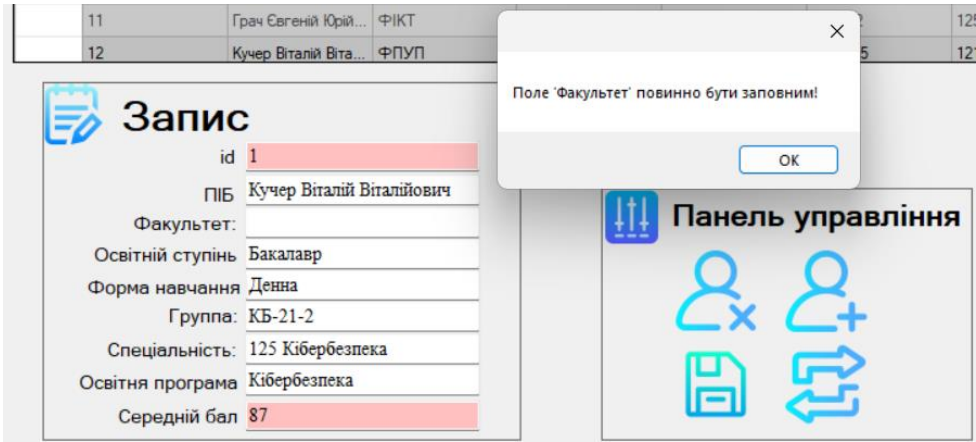 11 Грач Євгеній Юрій... ФІКТ
12 Кучер Віталій Віта... ФПУП
Поле 'Факультет' повинно бути заповним!
OK
Запис
id 1
ПІБ Кучер Віталій Віталійович
Факультет:
Освітній ступінь Бакалавр
Форма навчання Денна
Группа: КБ-21-2
Спеціальність: 125 Кібербезпека
Освітня програма Кібербезпека
Середній бал 87
Панель управління